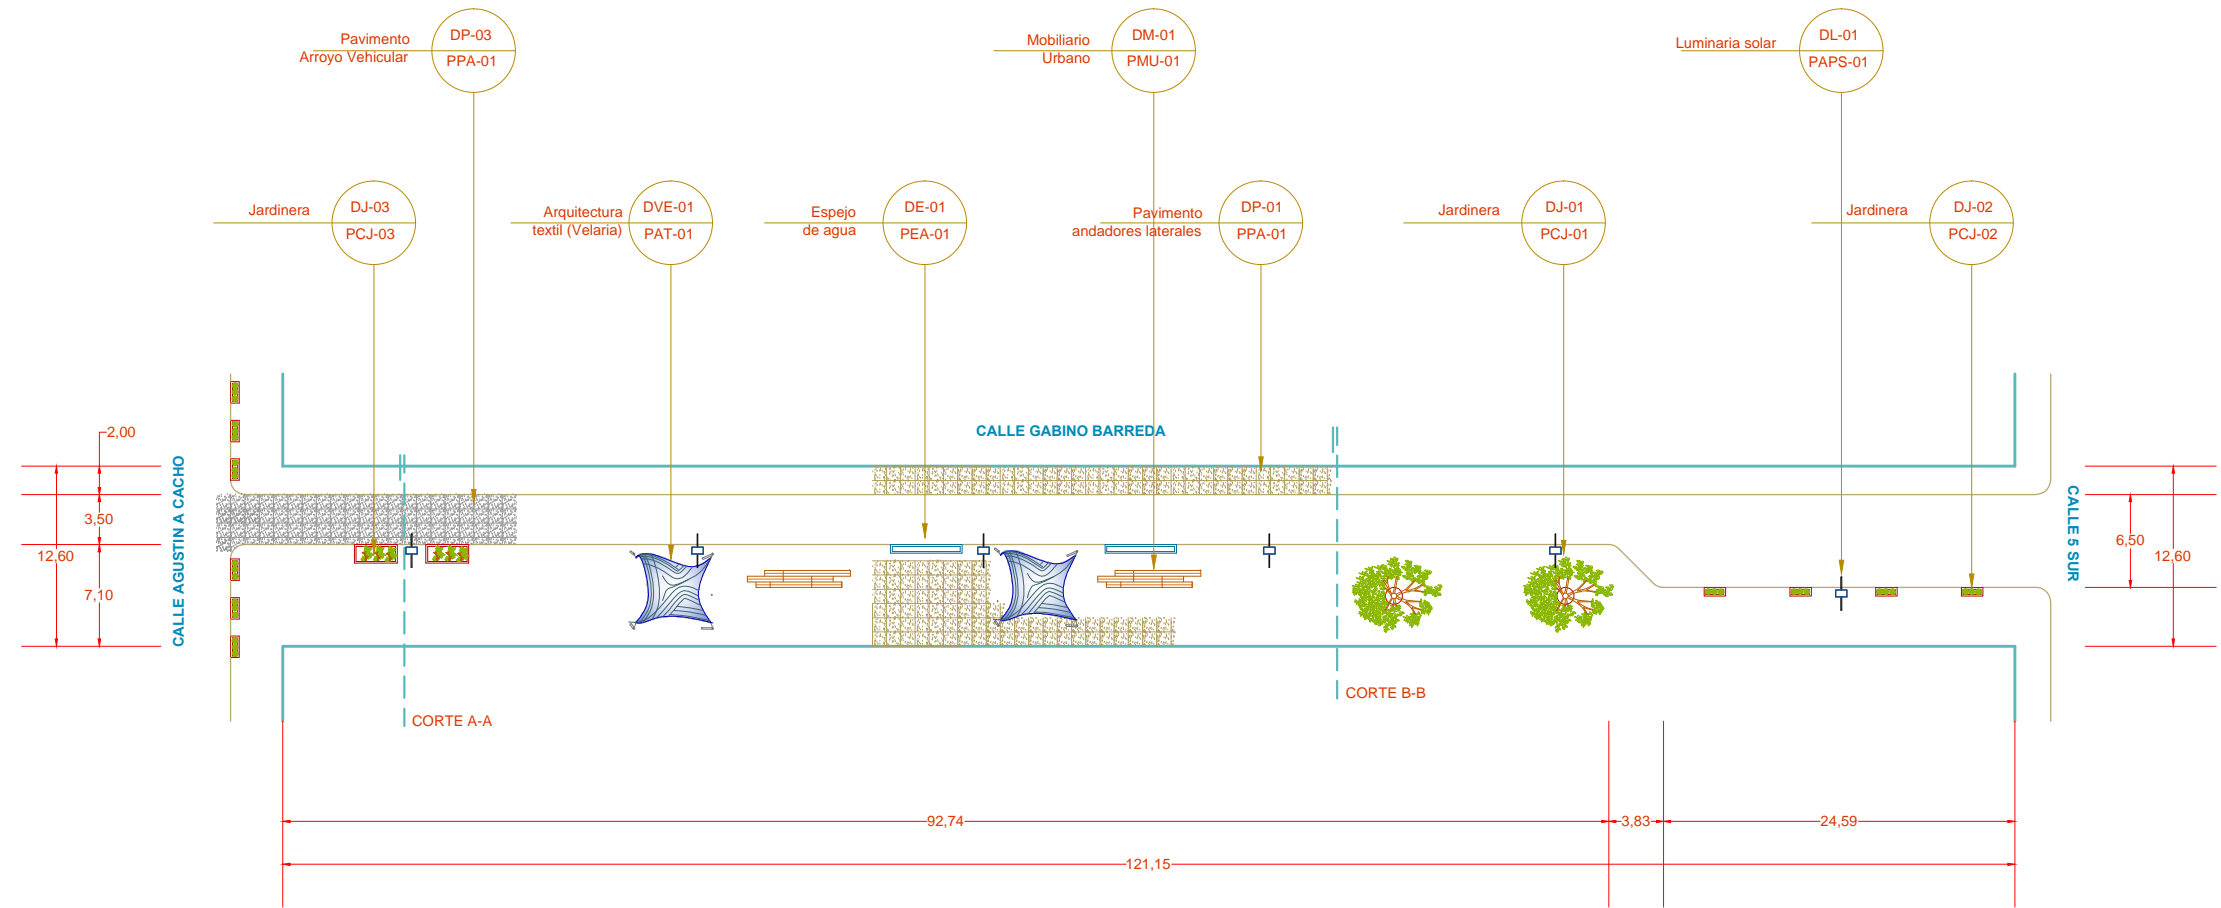 Pavimento
Arroyo Vehicular
DP-03
PPA-01
Mobiliario
Urbano
DM-01
PMU-01
Luminaria solar
DL-01
PAPS-01
Jardinera
DJ-03
PCJ-03
Arquitectura
textil (Velaria)
DVE-01
PAT-01
Espejo
de agua
DE-01
PEA-01
Pavimento
andadores laterales
DP-01
PPA-01
Jardinera
DJ-01
PCJ-01
Jardinera
DJ-02
PCJ-02
CALLE GABINO BARREDA
2,00
3,50
12,60
7,10
CALLE AGUSTIN A CACHO
CALLE 5 SUR
6,50
12,60
CORTE A-A
CORTE B-B
92,74
3,83
24,59
121,15